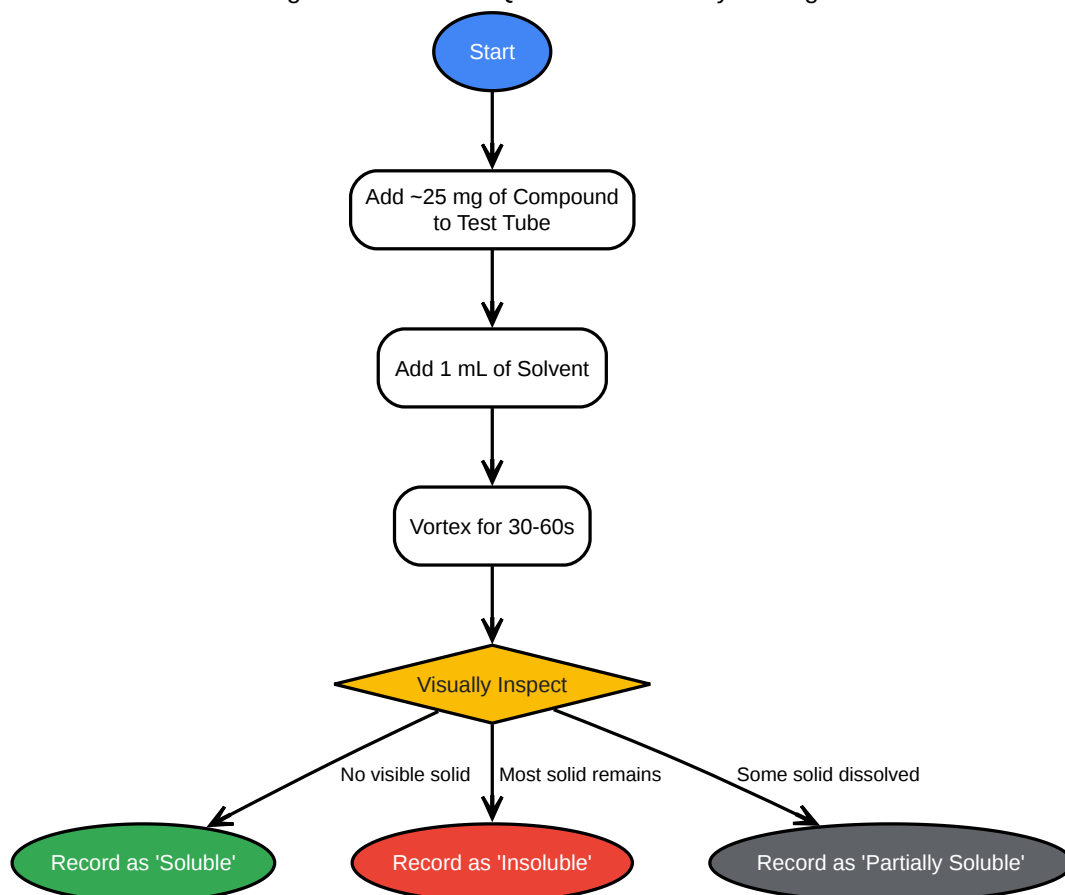 Start
Add ~25 mg of Compound
to Test Tube
Add 1 mL of Solvent
Vortex for 30-60s
Visually Inspect
No visible solid
Most solid remains
Some solid dissolved
Record as 'Soluble'
Record as 'Insoluble'
Record as 'Partially Soluble'